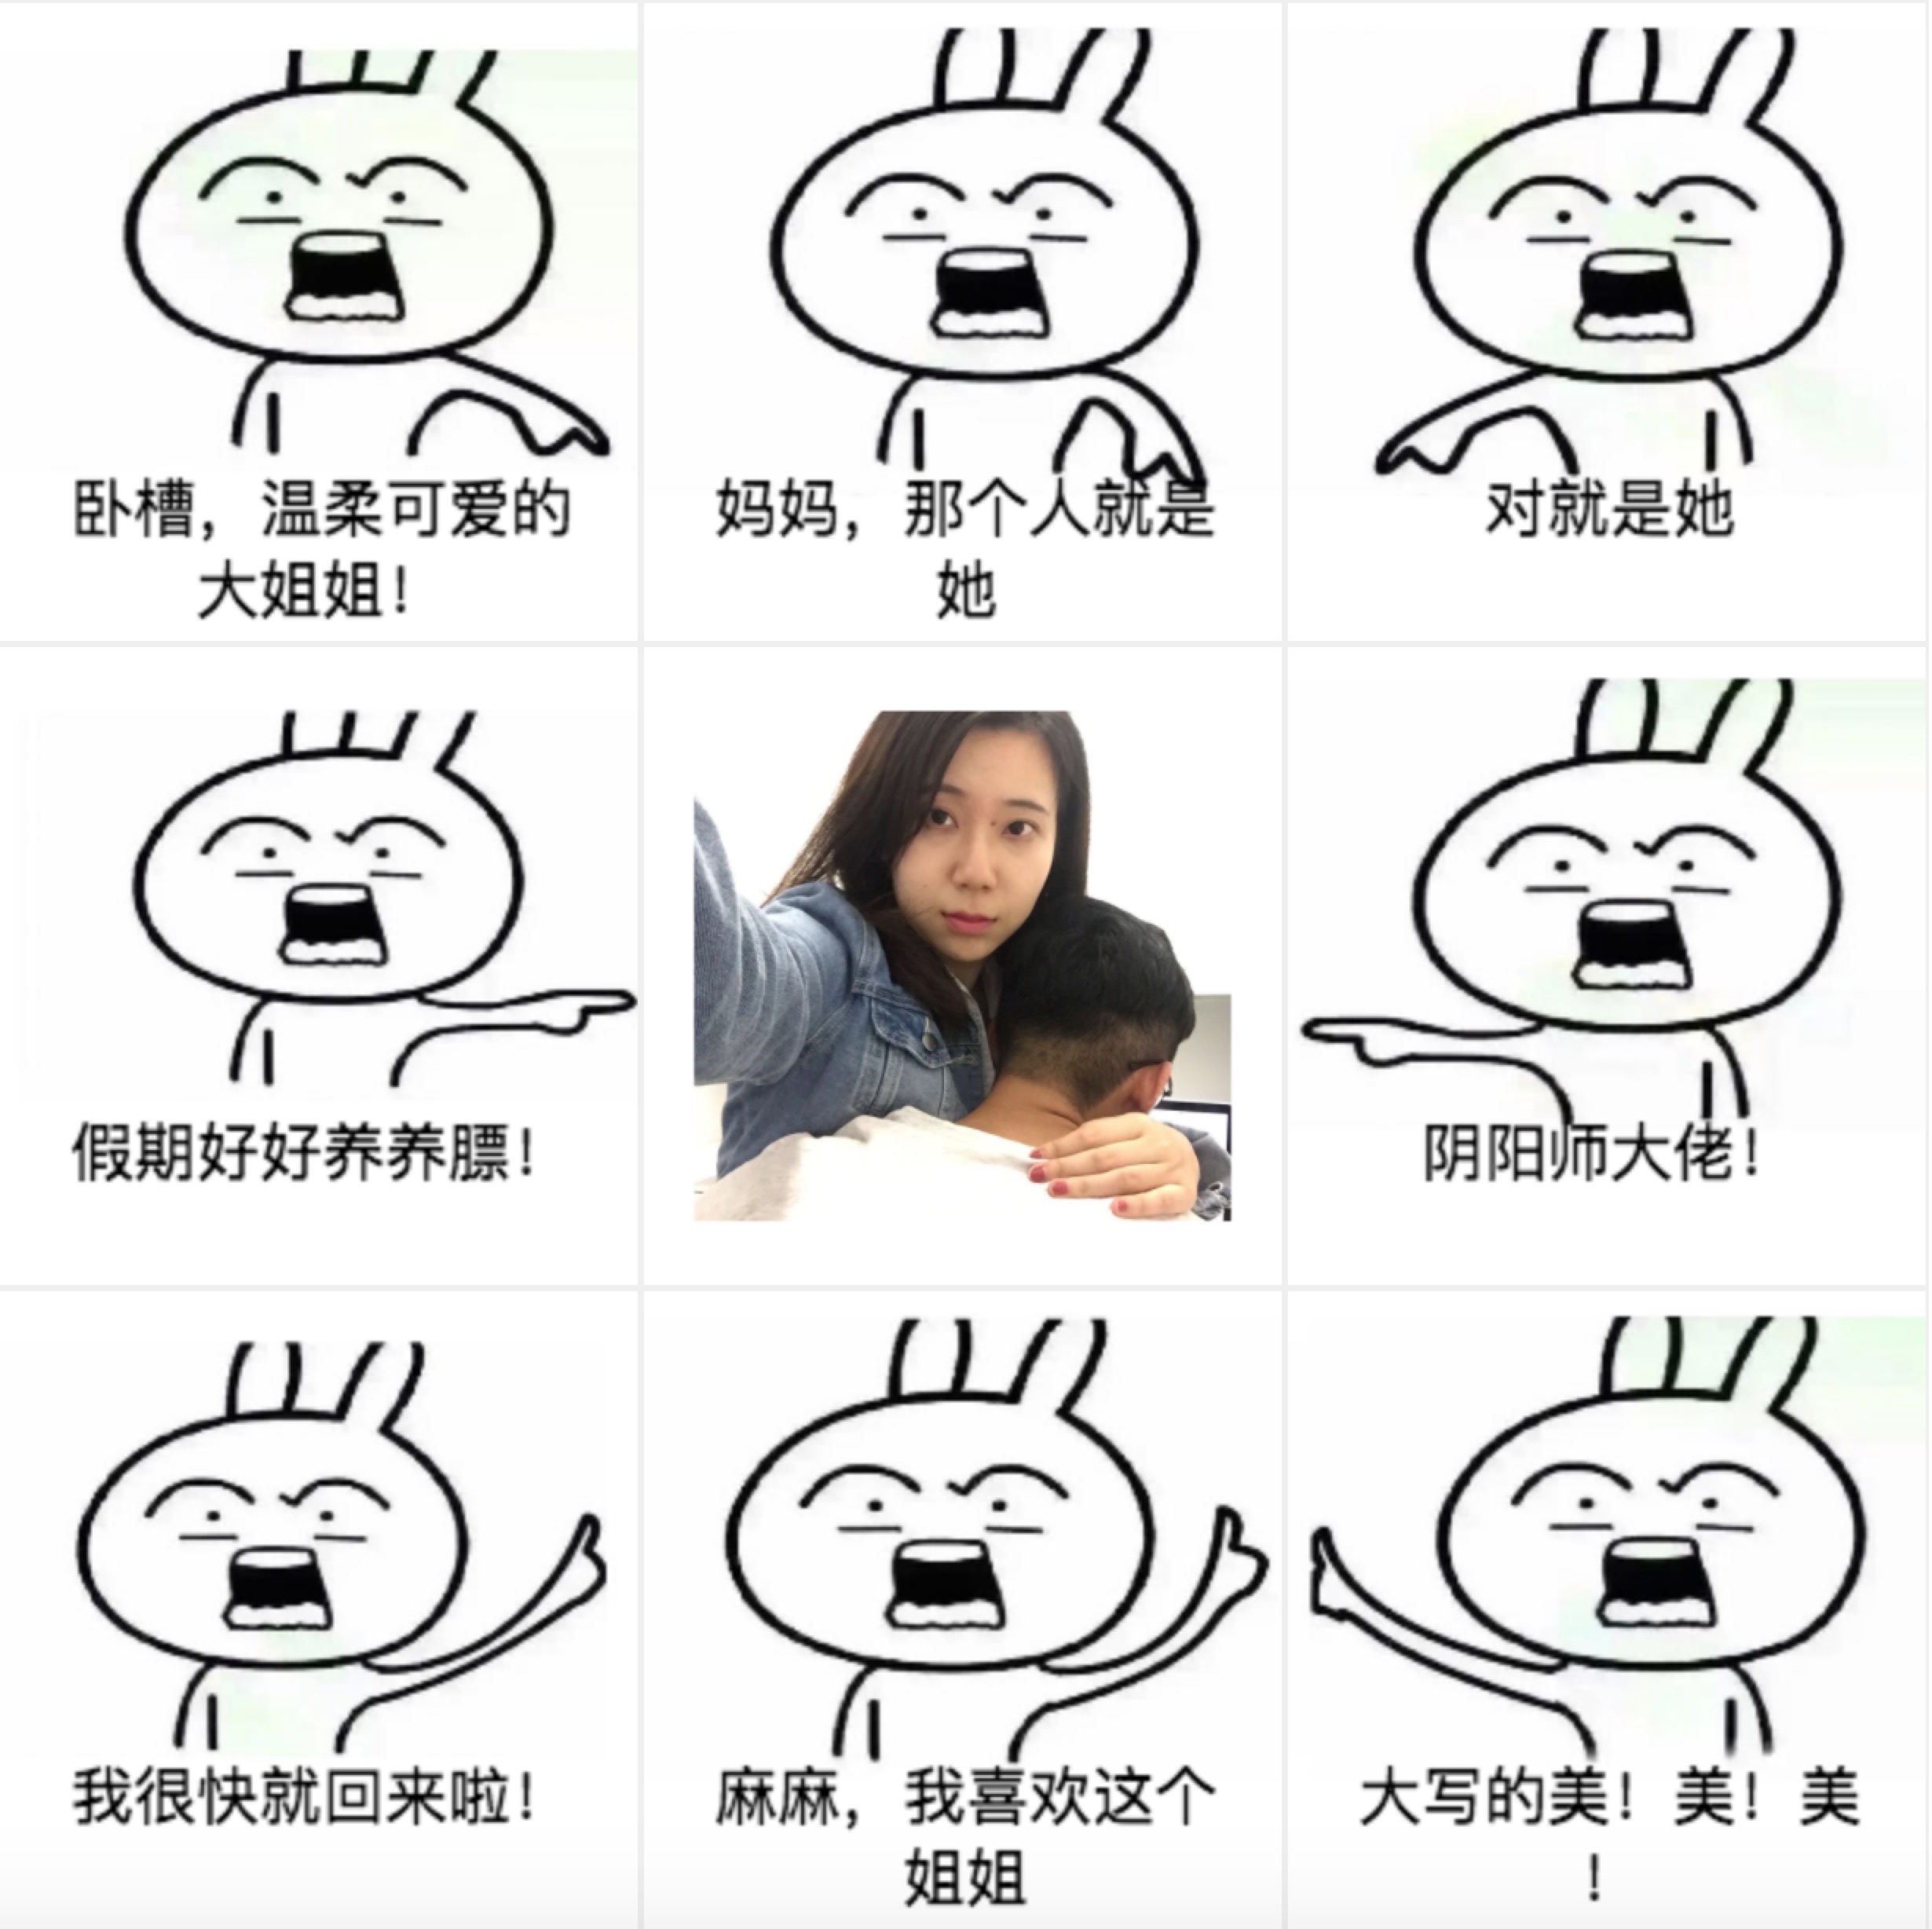 卧槽，温柔可爱的
大姐姐！
妈妈，那个人就是
她
对就是她
假期好好养养膘！
阴阳师大佬！
我很快就回来啦！
麻麻，我喜欢这个
姐姐
大写的美！美！美
！